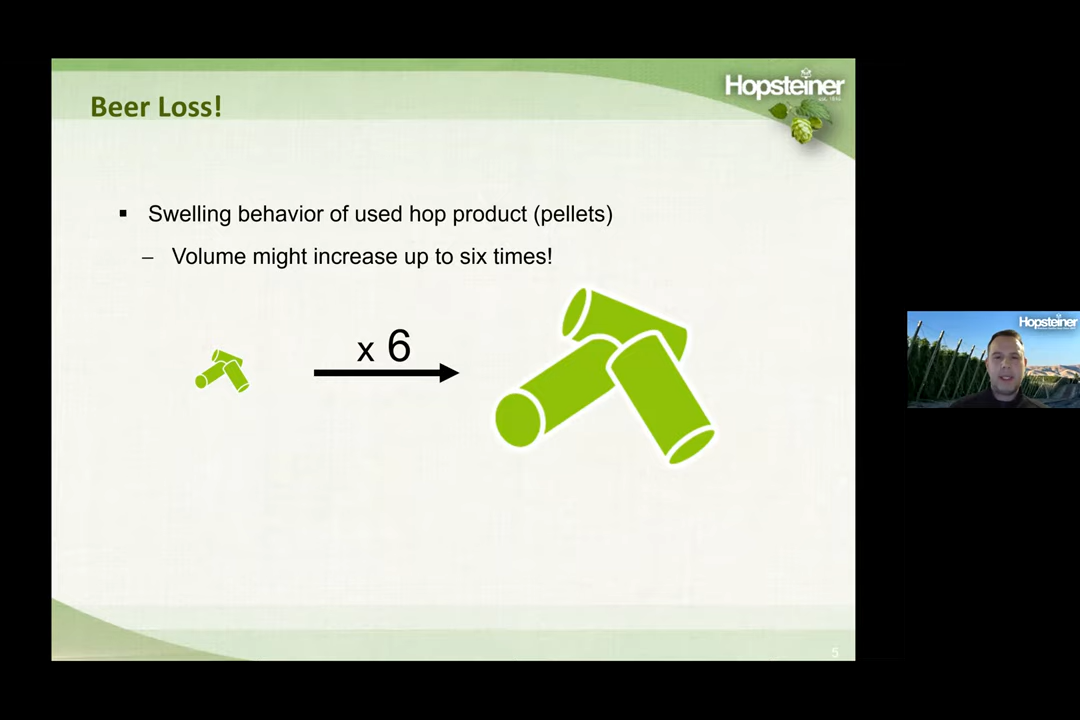 Hopsteiner
Beer Loss!
▪ Swelling behavior of used hop product (pellets)
– Volume might increase up to six times!
x 6
Hopsteiner
5